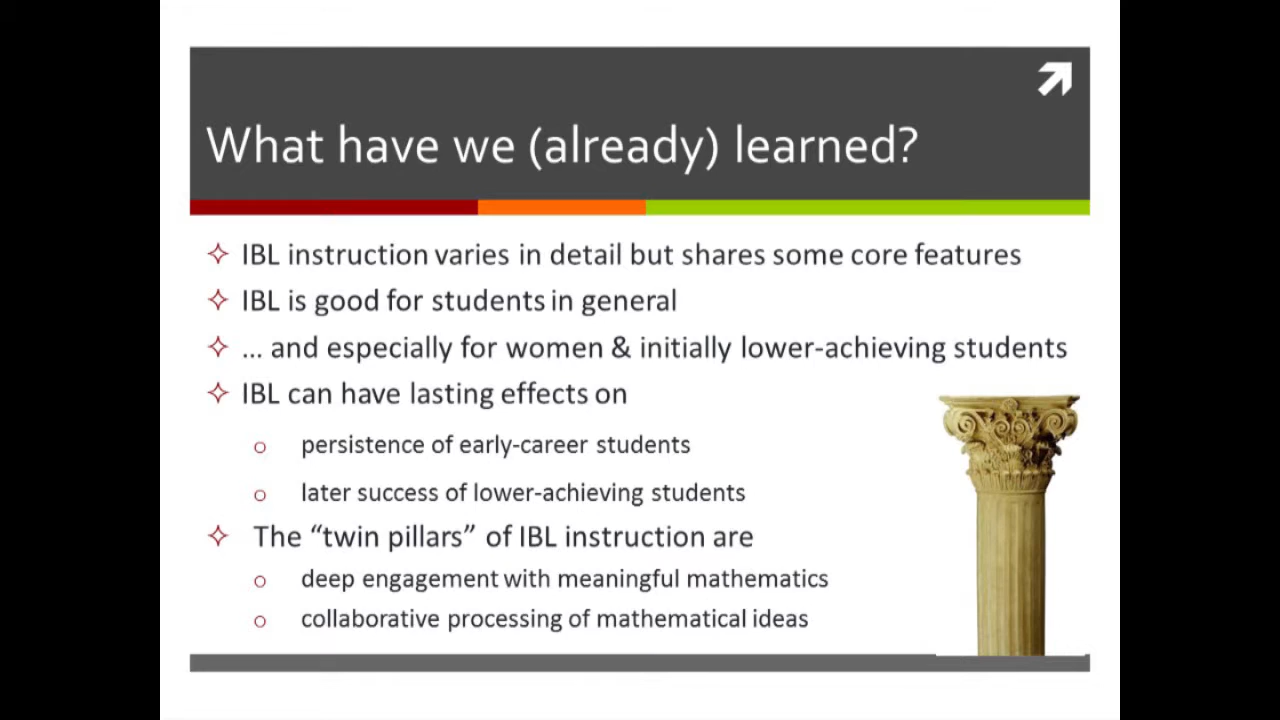 What have we (already) learned?
IBL instruction varies in detail but shares some core features
IBL is good for students in general
... and especially for women & initially lower-achieving students
IBL can have lasting effects on
persistence of early-career students
later success of lower-achieving students
The “twin pillars” of IBL instruction are
deep engagement with meaningful mathematics
collaborative processing of mathematical ideas